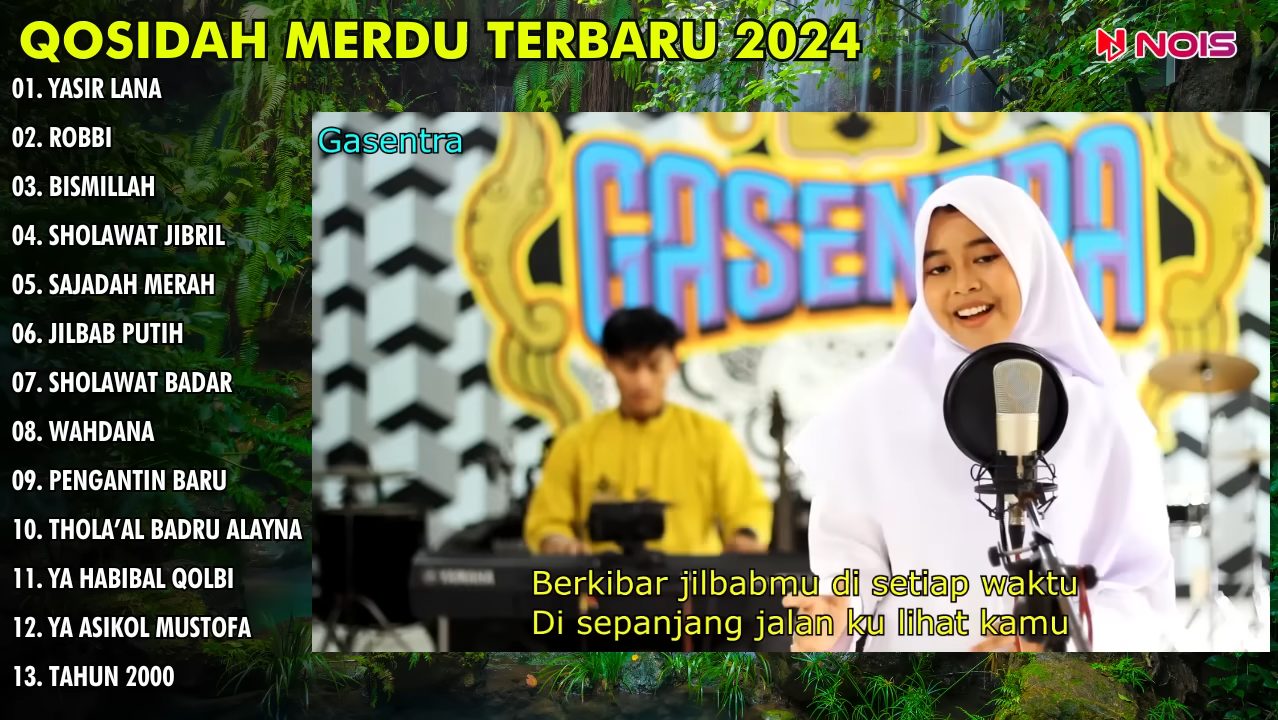 QOSIDAH MERDU TERBARU 2024
NOIS
01. YASIR LANA
02. ROBBI
03. BISMILLAH
04. SHOLAWAT JIBRIL
05. SAJADAH MERAH
06. JILBAB PUTIH
07. SHOLAWAT BADAR
08. WAHDANA
09. PENGANTIN BARU
10. THOLA’AL BADRU ALAYNA
11. YA HABIBAL QOLBI
12. YA ASIKOL MUSTOFA
13. TAHUN 2000
Gasentra
GASENTRA
YAMAHA
Berkibar jilbabmu di setiap waktu
Di sepanjang jalan ku lihat kamu